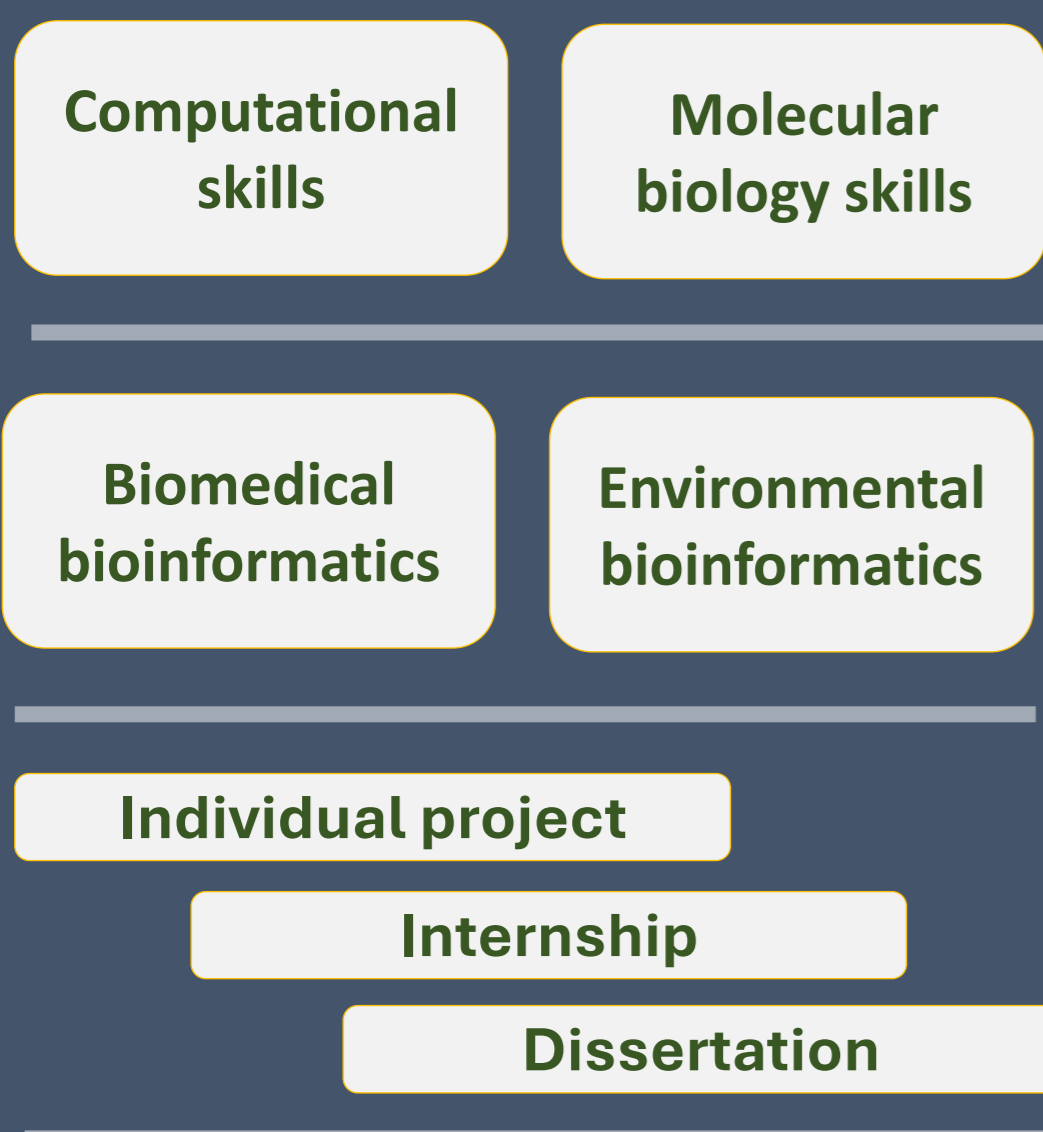 Computational
skills
Molecular
biology skills
Biomedical
bioinformatics
Environmental
bioinformatics
Individual project
Internship
Dissertation